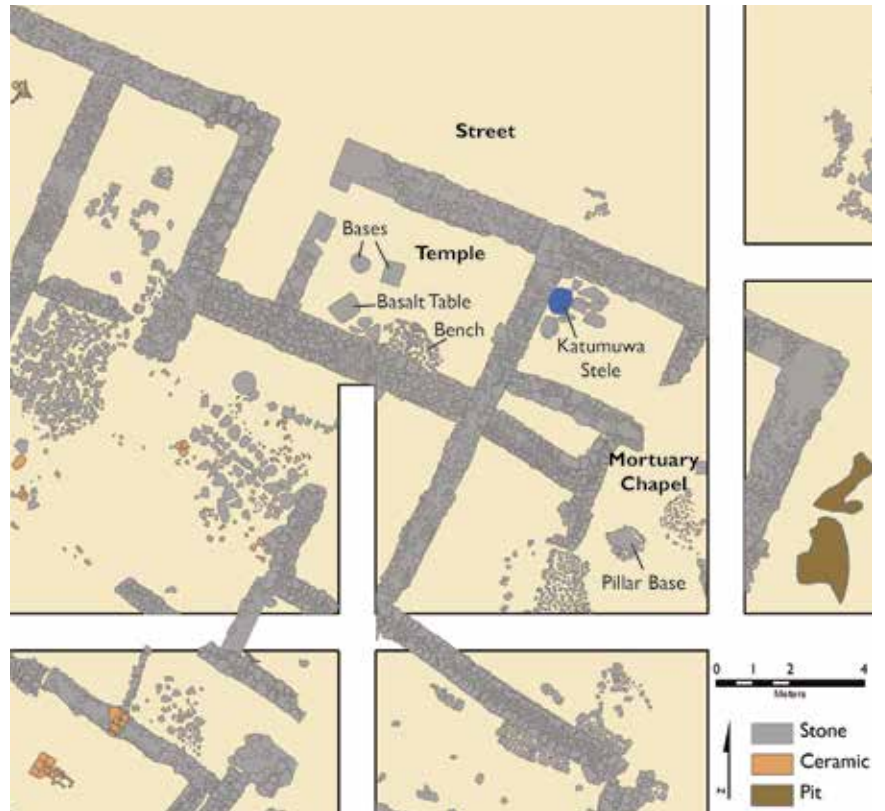 Street
Bases
Temple
Basalt Table
Bench
Katumuwa
Stele
Mortuary
Chapel
Pillar Base
0 1 2 4
Meters
N
Stone
Ceramic
Pit